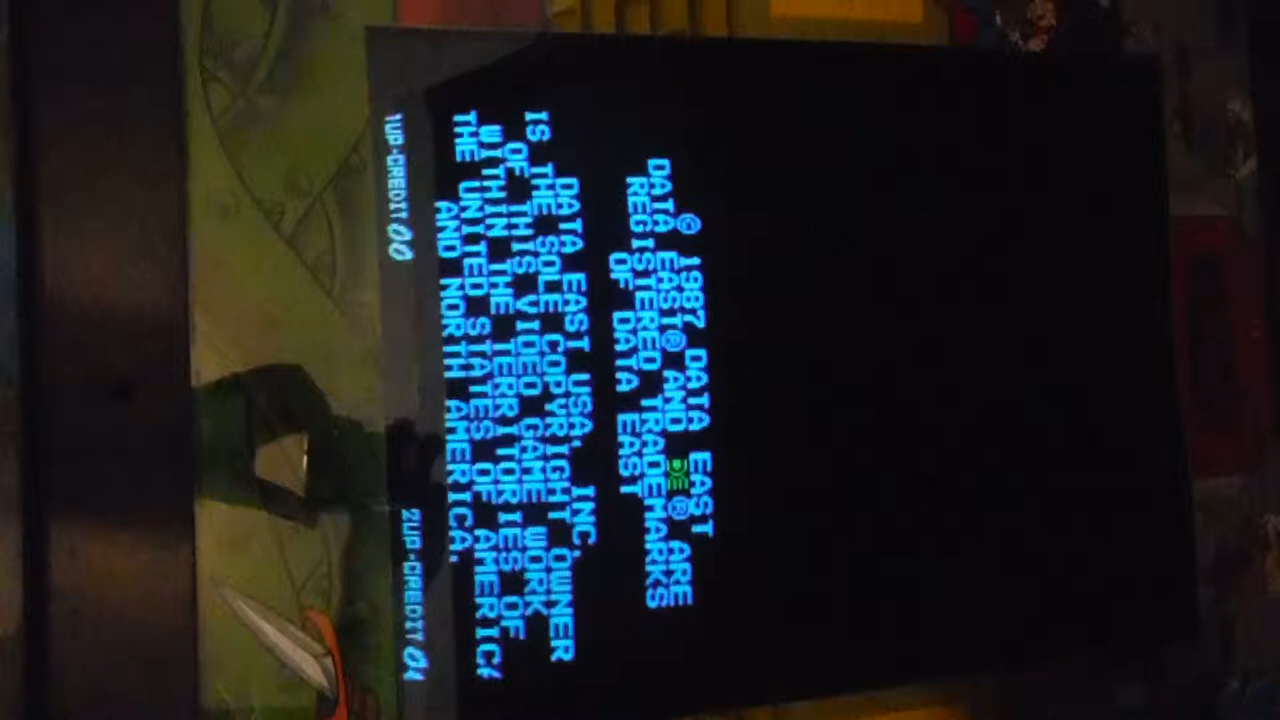 © 1987 DATA EAST
DATA EAST® AND DE® ARE
REGISTERED TRADEMARKS
OF DATA EAST
DATA EAST USA, INC.
IS THE SOLE COPYRIGHT OWNER
OF THIS VIDEO GAME WORK
WITHIN THE TERRITORIES OF
THE UNITED STATES OF AMERICA
AND NORTH AMERICA.
1UP-CREDIT 00 2UP-CREDIT